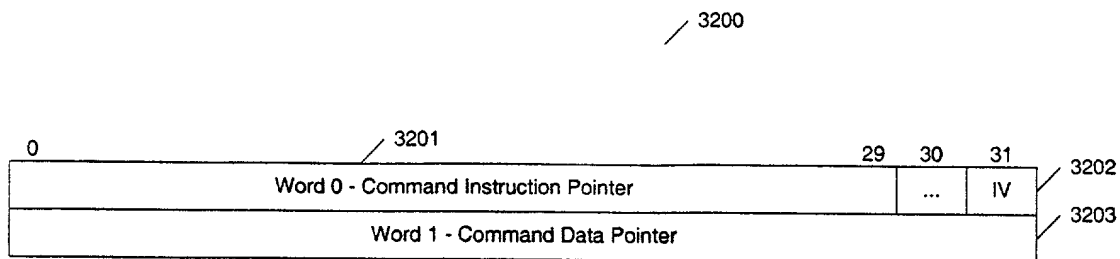 3200
3201
0 29 30 31
Word 0 - Command Instruction Pointer ... IV 3202
Word 1 - Command Data Pointer 3203